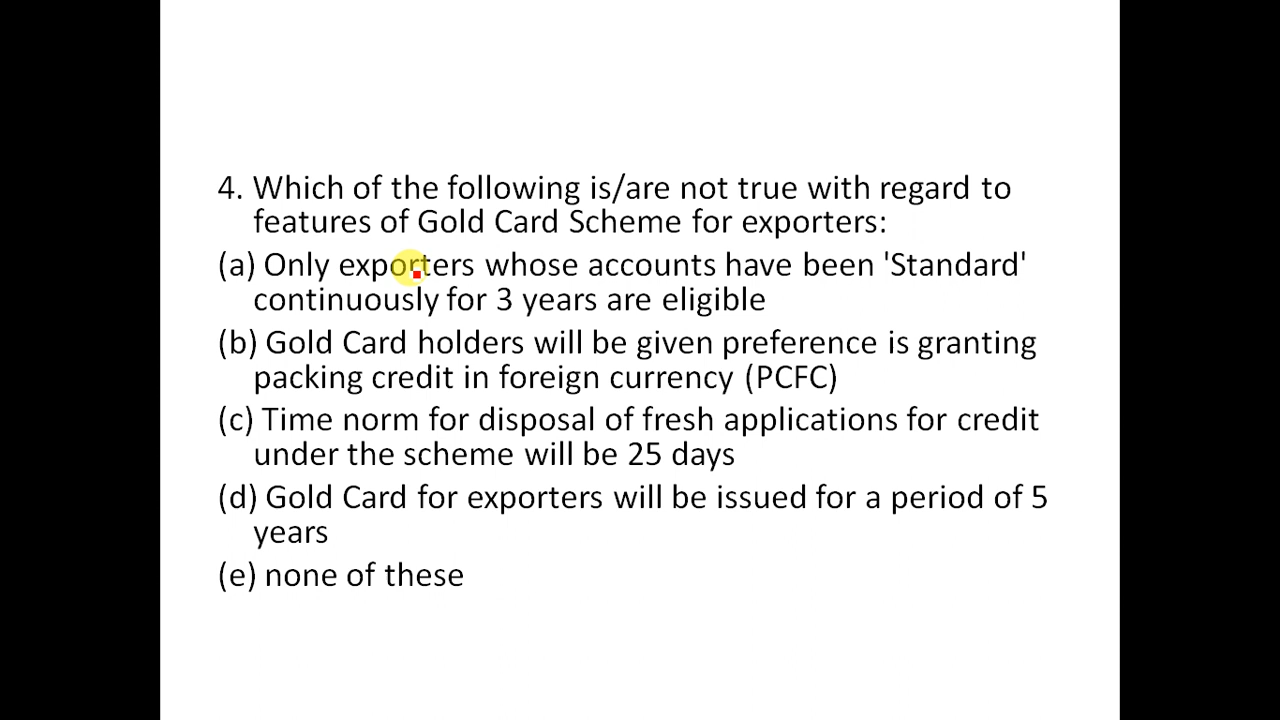 4. Which of the following is/are not true with regard to
features of Gold Card Scheme for exporters:
(a) Only exporters whose accounts have been 'Standard'
continuously for 3 years are eligible
(b) Gold Card holders will be given preference is granting
packing credit in foreign currency (PCFC)
(c) Time norm for disposal of fresh applications for credit
under the scheme will be 25 days
(d) Gold Card for exporters will be issued for a period of 5
years
(e) none of these